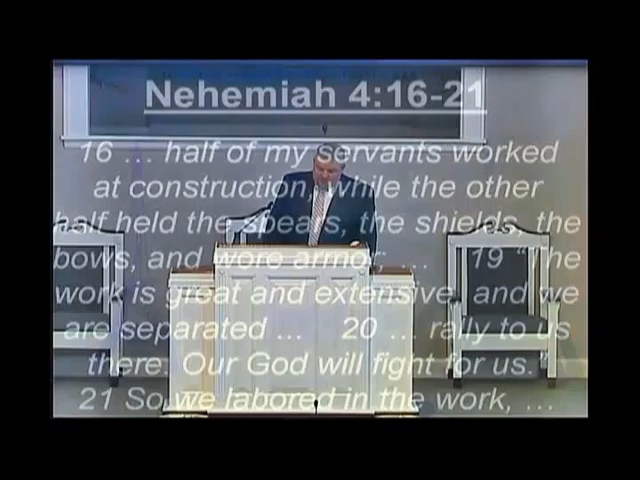 Nehemiah 4:16-21
16 ... half of my servants worked
at construction, while the other
half held the spears, the shields, the
bows, and wore armor; ... 19 "The
work is great and extensive, and we
are separated ... 20 ... rally to us
there. Our God will fight for us.
21 So we labored in the work, ...